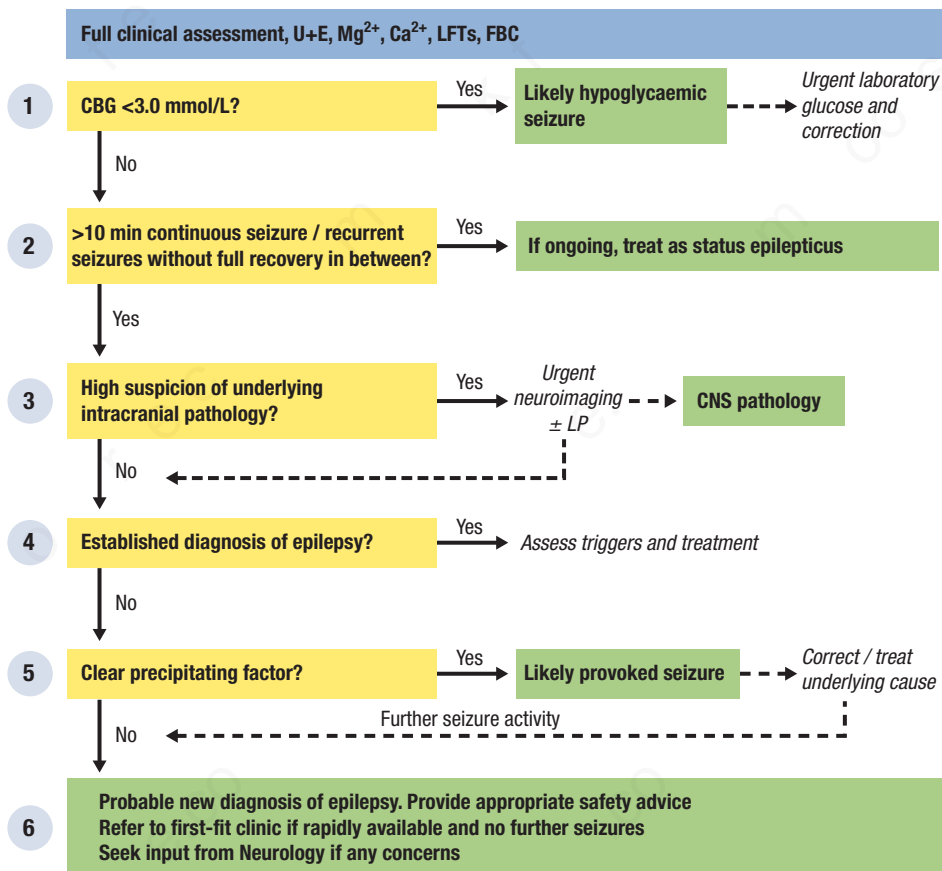 Full clinical assessment, U+E, Mg²⁺, Ca²⁺, LFTs, FBC
1
CBG <3.0 mmol/L?
Yes
Likely hypoglycaemic
seizure
Urgent laboratory
glucose and
correction
No
2
>10 min continuous seizure / recurrent
seizures without full recovery in between?
Yes
If ongoing, treat as status epilepticus
Yes
3
High suspicion of underlying
intracranial pathology?
Yes
Urgent
neuroimaging
± LP
CNS pathology
No
4
Established diagnosis of epilepsy?
Yes
Assess triggers and treatment
No
5
Clear precipitating factor?
Yes
Likely provoked seizure
Correct / treat
underlying cause
Further seizure activity
No
6
Probable new diagnosis of epilepsy. Provide appropriate safety advice
Refer to first-fit clinic if rapidly available and no further seizures
Seek input from Neurology if any concerns